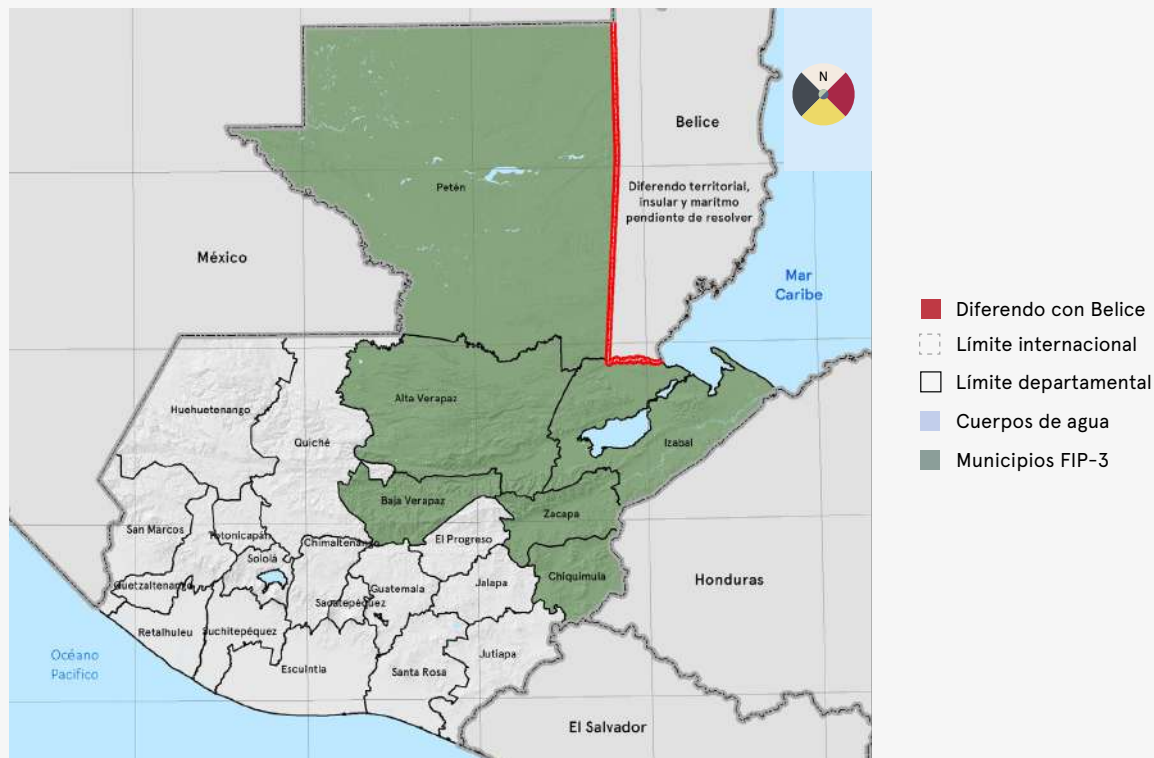 N
Belice
Petén
Diferendo territorial,
insular y marítmo
pendiente de resolver
México
Mar
Caribe
Diferendo con Belice
Límite internacional
Límite departamental
Cuerpos de agua
Municipios FIP-3
Huehuetenango
Alta Verapaz
Quiché
Izabal
Baja Verapaz
San Marcos
Totonicapán
Chimaltenango
El Progreso
Zacapa
Sololá
Quetzaltenango
Sacatepéquez
Guatemala
Jalapa
Chiquimula
Honduras
Retalhuleu
Suchitepéquez
Océano
Pacífico
Escuintla
Santa Rosa
Jutiapa
El Salvador